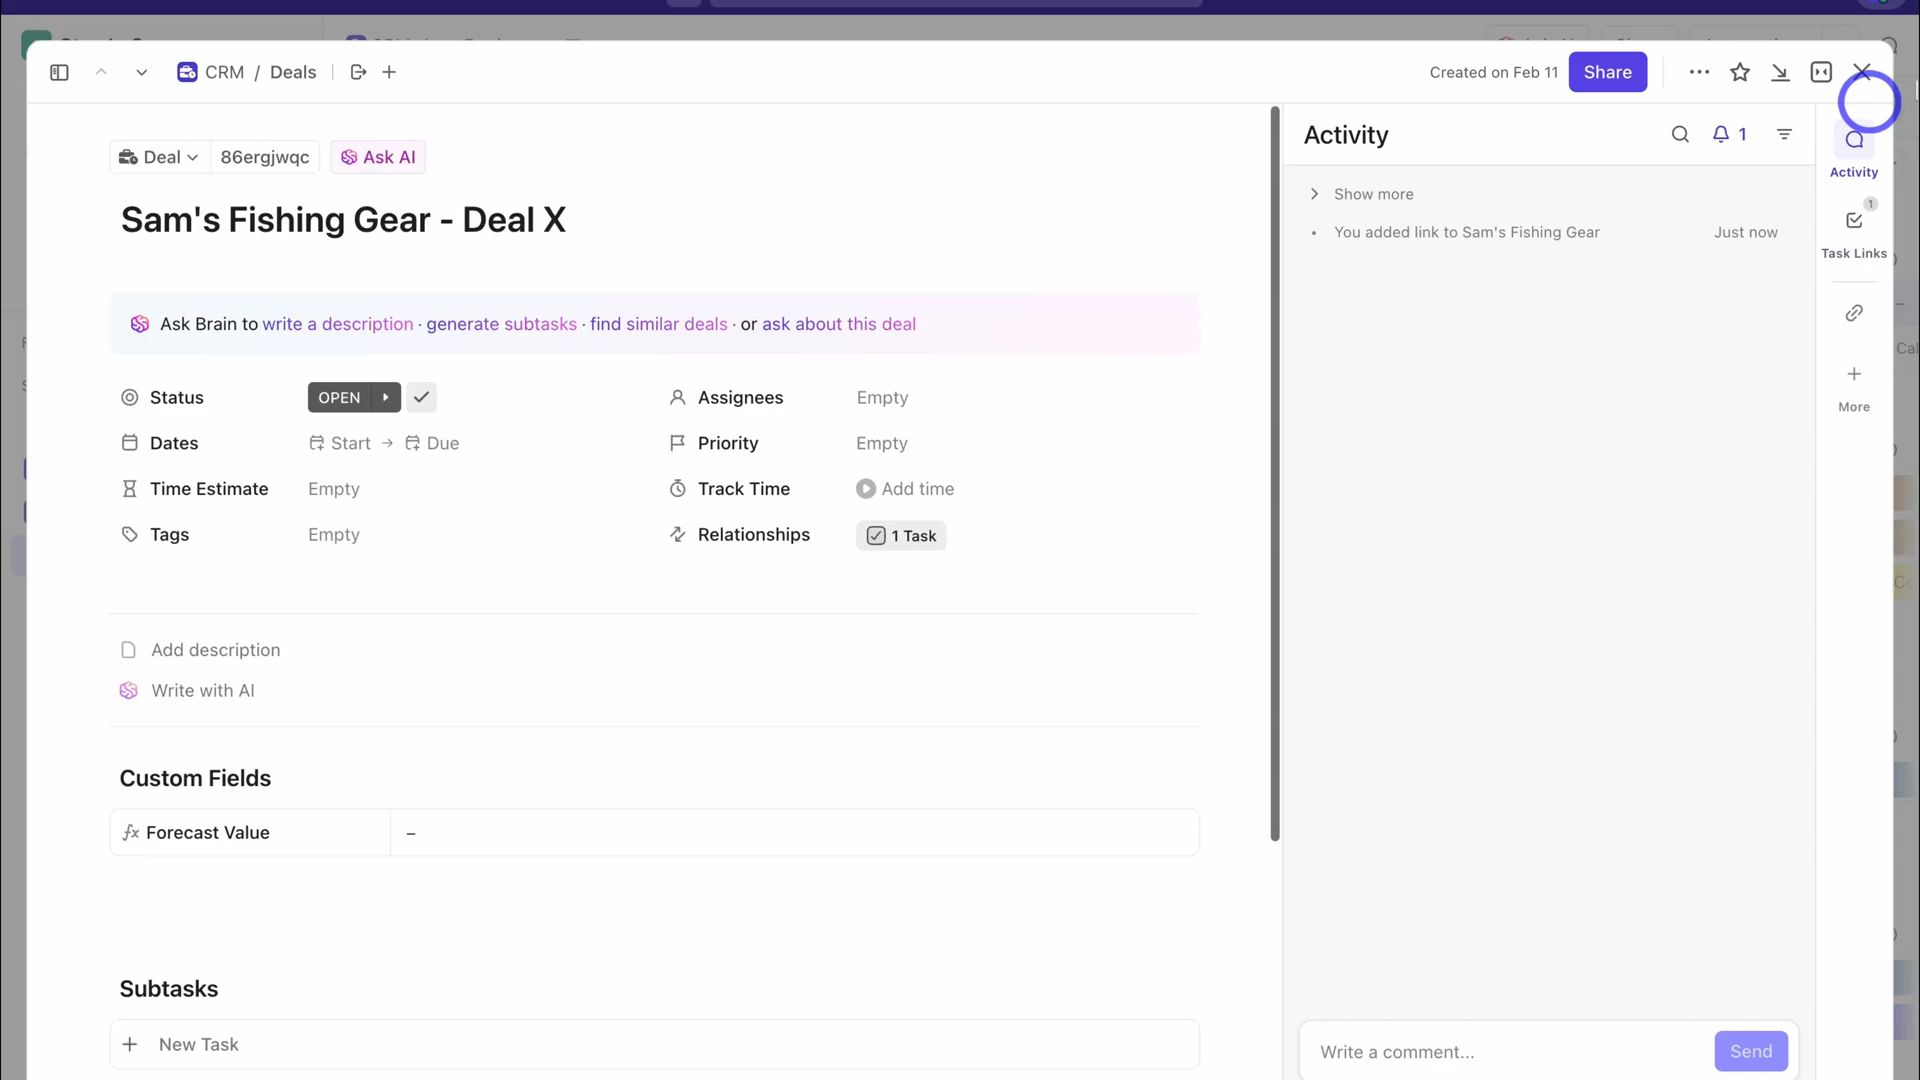 CRM / Deals
Created on Feb 11
Share
Deal
86ergjwqc
Ask AI
Sam's Fishing Gear - Deal X
Ask Brain to write a description · generate subtasks · find similar deals · or ask about this deal
Status
OPEN
Assignees
Empty
Dates
Start → Due
Priority
Empty
Time Estimate
Empty
Track Time
Add time
Tags
Empty
Relationships
1 Task
Add description
Write with AI
Custom Fields
fx Forecast Value
–
Subtasks
+ New Task
Activity
1
Show more
• You added link to Sam's Fishing Gear
Just now
Write a comment...
Send
Activity
1
Task Links
More
Cal